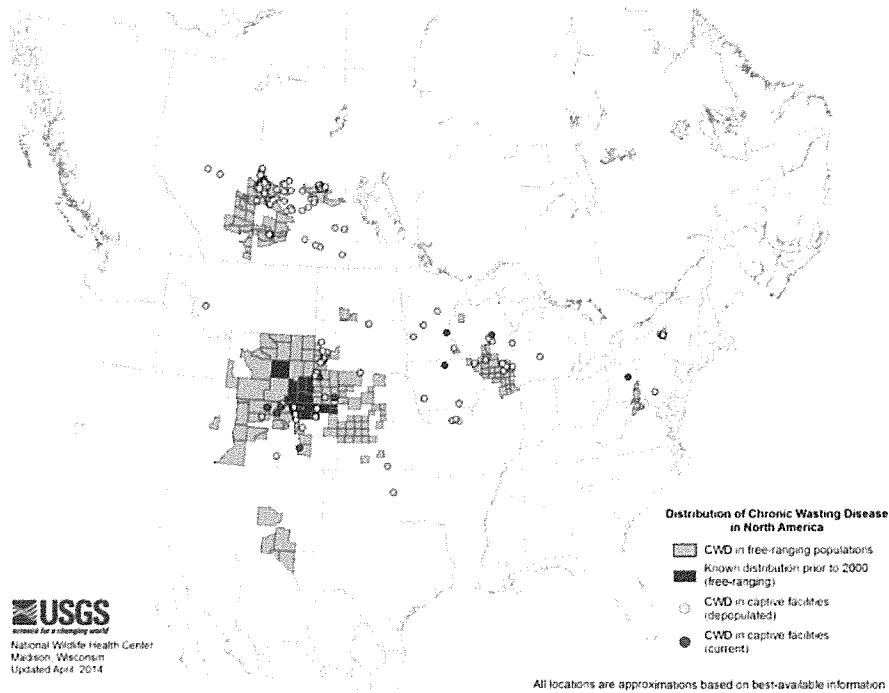 Distribution of Chronic Wasting Disease
in North America
CWD in free-ranging populations
Known distribution prior to 2000
(free-ranging)
CWD in captive facilities
(depopulated)
CWD in captive facilities
(current)
USGS
science for a changing world
National Wildlife Health Center
Madison, Wisconsin
Updated April, 2014
All locations are approximations based on best-available information